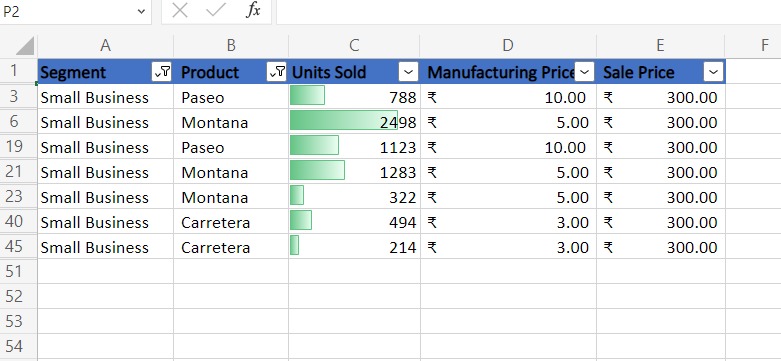 P2 fx
A B C D E F
1 Segment Product Units Sold Manufacturing Price Sale Price
3 Small Business Paseo 788 ₹ 10.00 ₹ 300.00
6 Small Business Montana 2498 ₹ 5.00 ₹ 300.00
19 Small Business Paseo 1123 ₹ 10.00 ₹ 300.00
21 Small Business Montana 1283 ₹ 5.00 ₹ 300.00
23 Small Business Montana 322 ₹ 5.00 ₹ 300.00
40 Small Business Carretera 494 ₹ 3.00 ₹ 300.00
45 Small Business Carretera 214 ₹ 3.00 ₹ 300.00
51
52
53
54